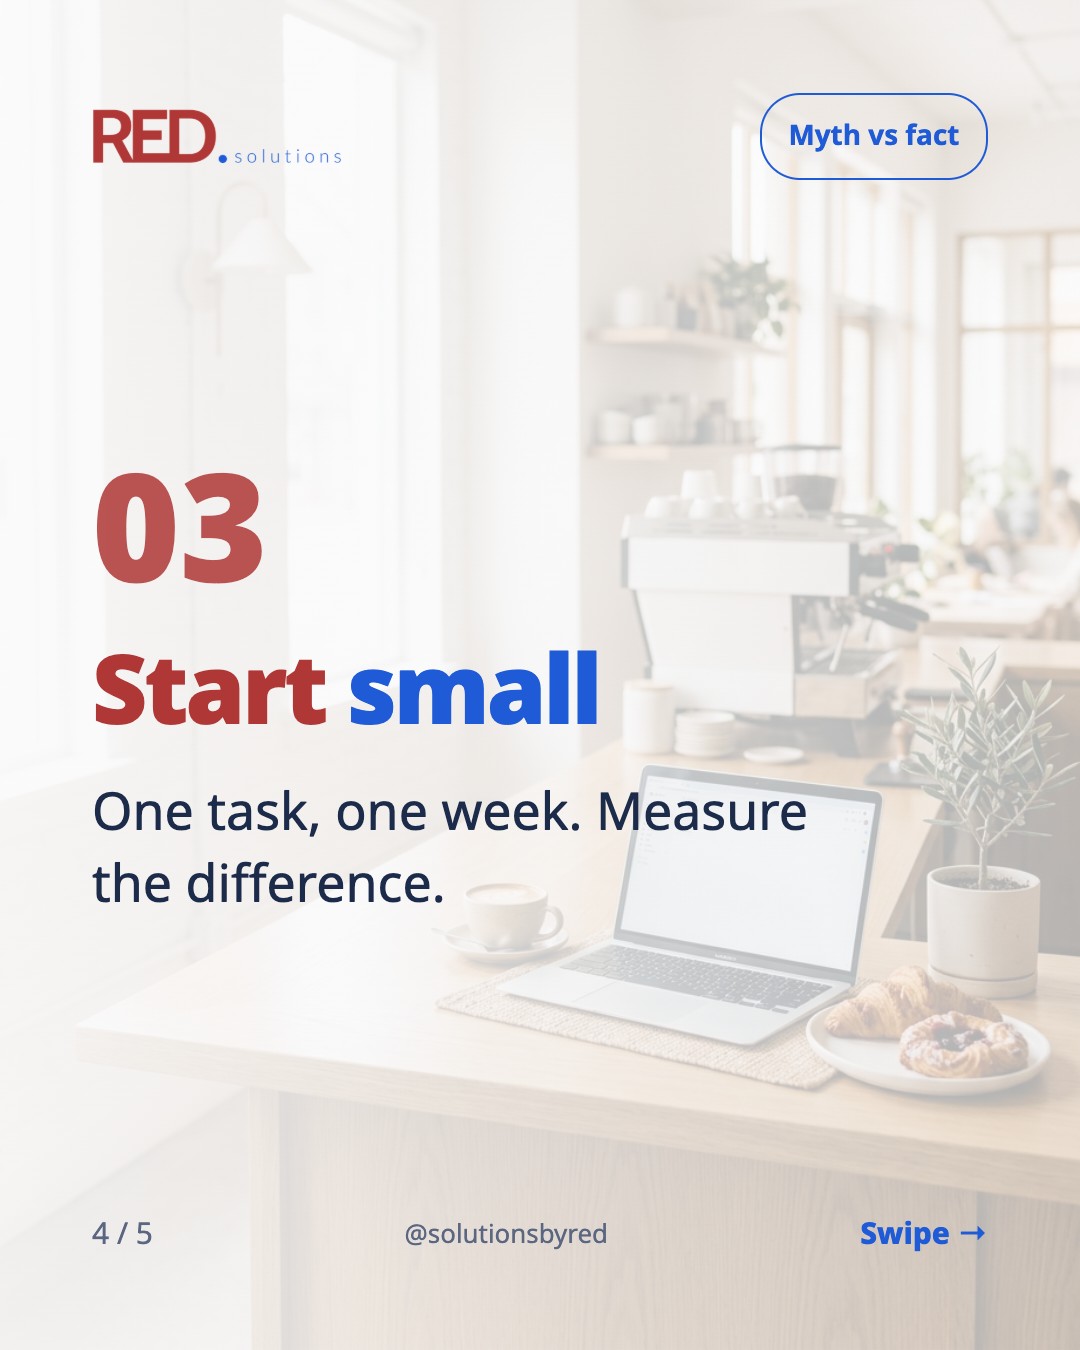 RED.solutions
Myth vs fact
03
Start small
One task, one week. Measure
the difference.
4 / 5
@solutionsbyred
Swipe →